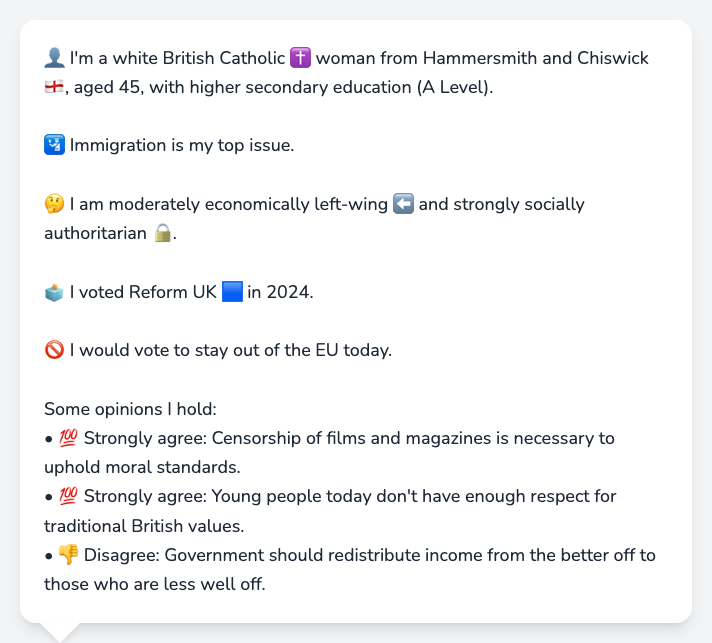 👤 I'm a white British Catholic ✝️ woman from Hammersmith and Chiswick
🏴󠁧󠁢󠁥󠁮󠁧󠁿, aged 45, with higher secondary education (A Level).
🛂 Immigration is my top issue.
🤔 I am moderately economically left-wing ⬅️ and strongly socially
authoritarian 🔒.
🗳️ I voted Reform UK 🟦 in 2024.
🚫 I would vote to stay out of the EU today.
Some opinions I hold:
• 💯 Strongly agree: Censorship of films and magazines is necessary to
uphold moral standards.
• 💯 Strongly agree: Young people today don't have enough respect for
traditional British values.
• 👎 Disagree: Government should redistribute income from the better off to
those who are less well off.